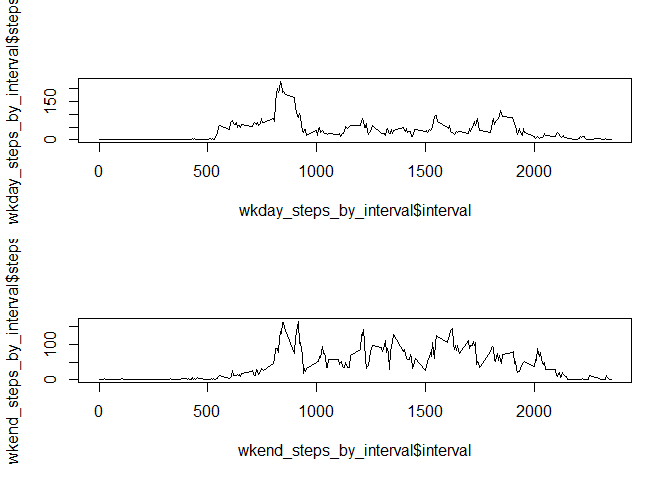 wkday_steps_by_interval$steps
0 150
0 500 1000 1500 2000
wkday_steps_by_interval$interval
wkend_steps_by_interval$steps
0 100
0 500 1000 1500 2000
wkend_steps_by_interval$interval